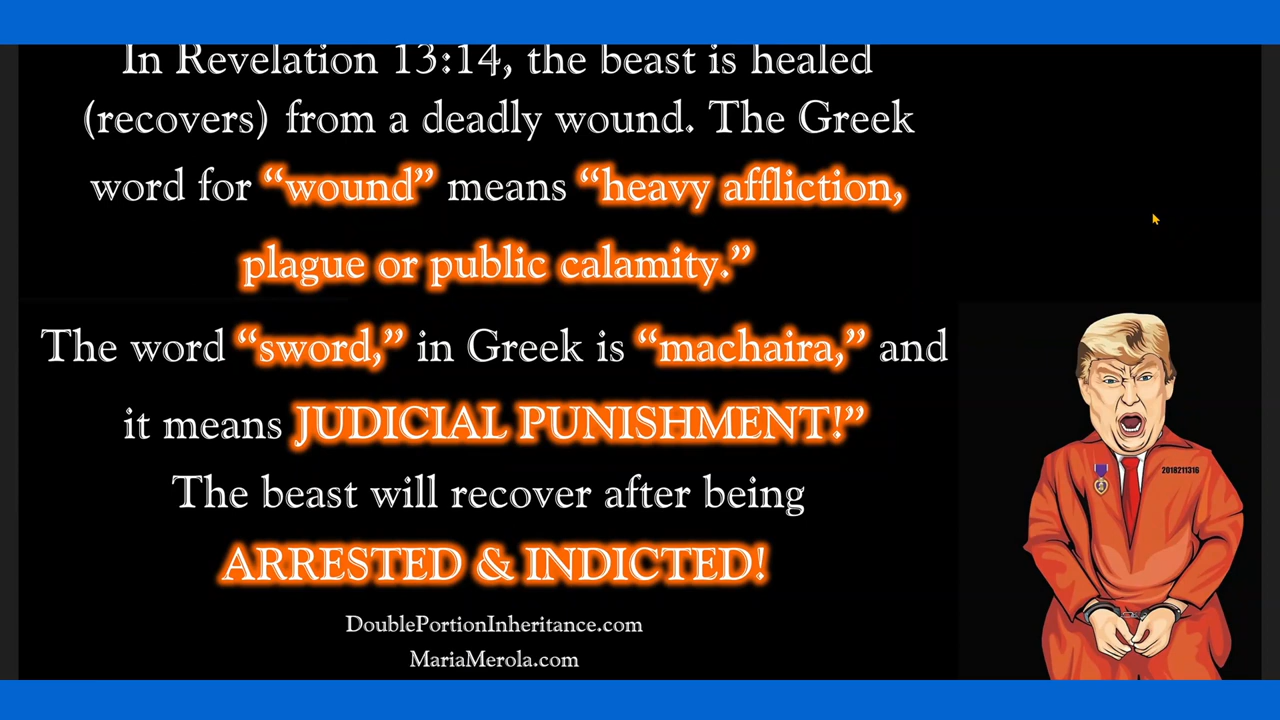 In Revelation 13:14, the beast is healed
(recovers) from a deadly wound. The Greek
word for “wound” means “heavy affliction,
plague or public calamity.”
The word “sword,” in Greek is “machaira,” and
it means JUDICIAL PUNISHMENT!”
The beast will recover after being
ARRESTED & INDICTED!
DoublePortionInheritance.com
MariaMerola.com
2018211316